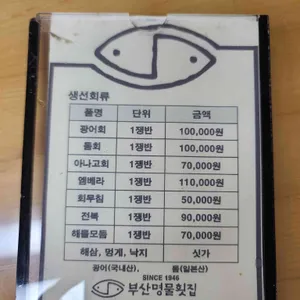 생선회류
품명 단위 금액
광어회 1쟁반 100,000원
돔회 1쟁반 100,000원
아나고회 1쟁반 70,000원
엠베라 1쟁반 110,000원
회무침 1쟁반 50,000원
전복 1쟁반 90,000원
해물모듬 1쟁반 70,000원
해삼, 멍게, 낙지 싯가
광어(국내산), 돔(일본산)
SINCE 1946
부산명물횟집